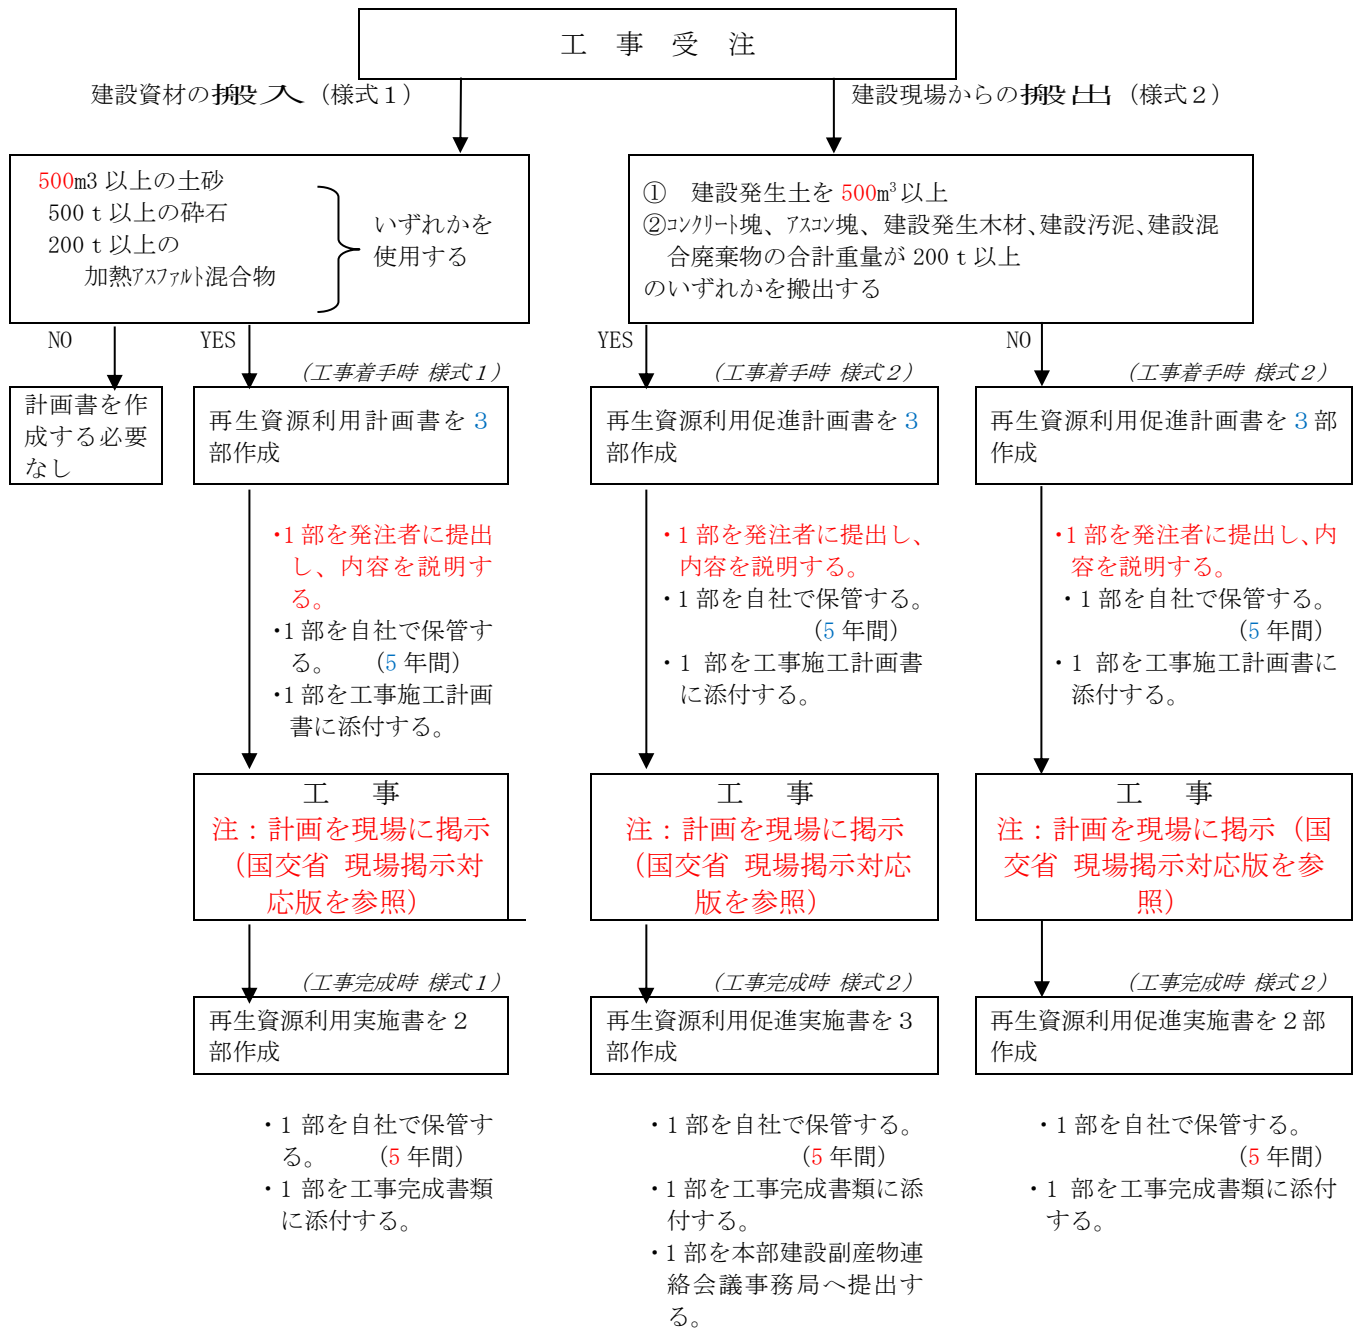 工　事　受　注
建設資材の搬入（様式１）
建設現場からの搬出（様式２）
500m3 以上の土砂
500ｔ以上の砕石
200ｔ以上の
加熱ｱｽﾌｧﾙﾄ混合物
いずれかを
使用する
①　建設発生土を 500m³以上
②ｺﾝｸﾘｰﾄ塊、ｱｽｺﾝ塊、建設発生木材、建設汚泥、建設混
合廃棄物の合計重量が 200ｔ以上
のいずれかを搬出する
NO
YES
YES
NO
（工事着手時 様式１）
（工事着手時 様式２）
（工事着手時 様式２）
計画書を作
成する必要
なし
再生資源利用計画書を３
部作成
再生資源利用促進計画書を３
部作成
再生資源利用促進計画書を３部
作成
・1 部を発注者に提出
し、内容を説明す
る。
・1 部を自社で保管す
る。　（5 年間）
・1 部を工事施工計画
書に添付する。
・1 部を発注者に提出し、
内容を説明する。
・1 部を自社で保管する。
（5 年間）
・1 部を工事施工計画書
に添付する。
・1 部を発注者に提出し、内
容を説明する。
・1 部を自社で保管する。
（5 年間）
・1 部を工事施工計画書に
添付する。
工　事
注：計画を現場に掲示
（国交省 現場掲示対
応版を参照）
工　事
注：計画を現場に掲示
（国交省 現場掲示対応
版を参照）
工　事
注：計画を現場に掲示（国
交省 現場掲示対応版を参
照）
（工事完成時 様式１）
（工事完成時 様式２）
（工事完成時 様式２）
再生資源利用実施書を２
部作成
再生資源利用促進実施書を３
部作成
再生資源利用促進実施書を２部
作成
・1 部を自社で保管す
る。　（5 年間）
・1 部を工事完成書類
に添付する。
・1 部を自社で保管する。
（5 年間）
・1 部を工事完成書類に添
付する。
・1 部を本部建設副産物連
絡会議事務局へ提出す
る。
・1 部を自社で保管する。
（5 年間）
・1 部を工事完成書類に添付
する。